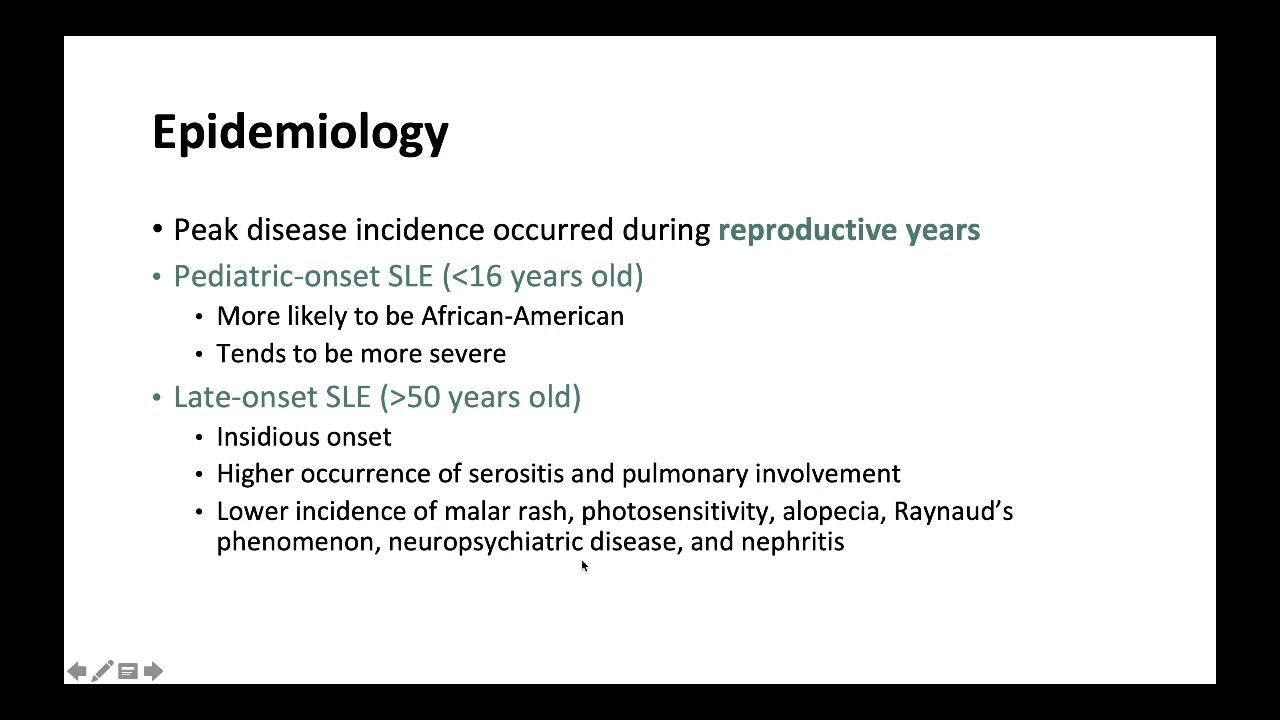 Epidemiology
• Peak disease incidence occurred during reproductive years
• Pediatric-onset SLE (<16 years old)
• More likely to be African-American
• Tends to be more severe
• Late-onset SLE (>50 years old)
• Insidious onset
• Higher occurrence of serositis and pulmonary involvement
• Lower incidence of malar rash, photosensitivity, alopecia, Raynaud’s
phenomenon, neuropsychiatric disease, and nephritis